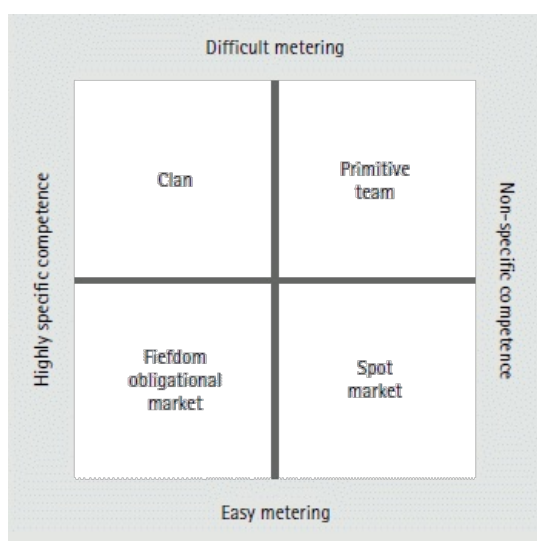 Difficult metering
Highly specific competence
Clan
Primitive
team
Non-specific competence
Fiefdom
obligational
market
Spot
market
Easy metering